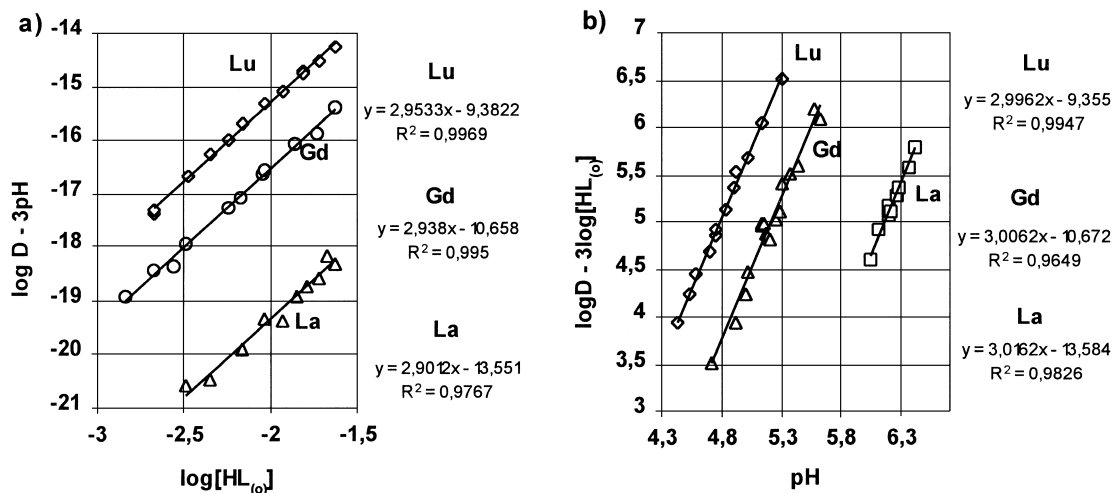 a)
-14
-15
-16
-17
-18
-19
-20
-21
-3
-2,5
-2
-1,5
log D - 3pH
log[HL(o)]
Lu
Gd
La
Lu
y = 2,9533x - 9,3822
R² = 0,9969
Gd
y = 2,938x - 10,658
R² = 0,995
La
y = 2,9012x - 13,551
R² = 0,9767
b)
7
6,5
6
5,5
5
4,5
4
3,5
3
4,3
4,8
5,3
5,8
6,3
logD - 3log[HL(o)]
pH
Lu
Gd
La
Lu
y = 2,9962x - 9,355
R² = 0,9947
Gd
y = 3,0062x - 10,672
R² = 0,9649
La
y = 3,0162x - 13,584
R² = 0,9826